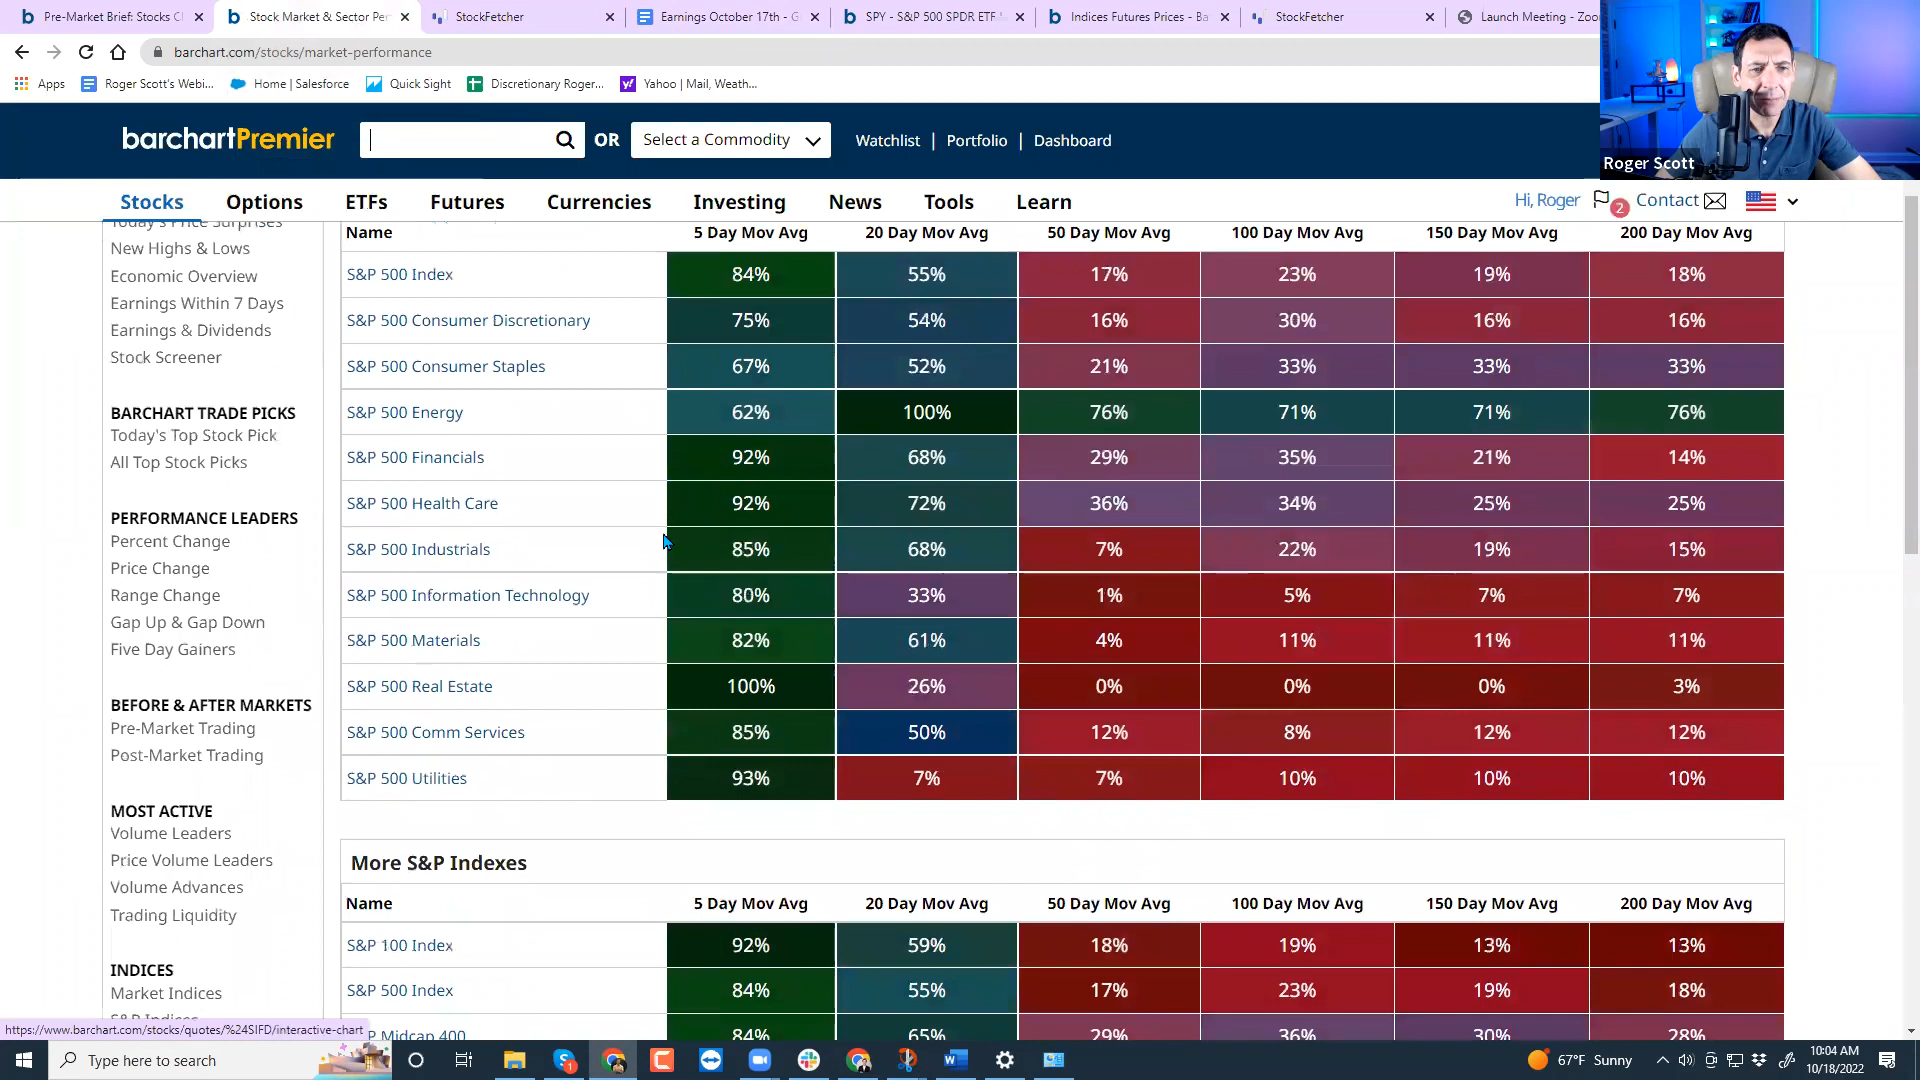 Pre-Market Brief: Stocks Cl
Stock Market & Sector Per
StockFetcher
Earnings October 17th - G
SPY - S&P 500 SPDR ETF
Indices Futures Prices - Ba
StockFetcher
Launch Meeting - Zoo
barchart.com/stocks/market-performance
Apps
Roger Scott's Webi...
Home | Salesforce
Quick Sight
Discretionary Roger...
Yahoo | Mail, Weath...
Roger Scott
barchartPremier
OR
Select a Commodity
Watchlist | Portfolio | Dashboard
Stocks Options ETFs Futures Currencies Investing News Tools Learn
Hi, Roger
2
Contact
Today's Price Surprises
New Highs & Lows
Economic Overview
Earnings Within 7 Days
Earnings & Dividends
Stock Screener
BARCHART TRADE PICKS
Today's Top Stock Pick
All Top Stock Picks
PERFORMANCE LEADERS
Percent Change
Price Change
Range Change
Gap Up & Gap Down
Five Day Gainers
BEFORE & AFTER MARKETS
Pre-Market Trading
Post-Market Trading
MOST ACTIVE
Volume Leaders
Price Volume Leaders
Volume Advances
Trading Liquidity
INDICES
Market Indices
S&P Indices
Name 5 Day Mov Avg 20 Day Mov Avg 50 Day Mov Avg 100 Day Mov Avg 150 Day Mov Avg 200 Day Mov Avg
S&P 500 Index 84% 55% 17% 23% 19% 18%
S&P 500 Consumer Discretionary 75% 54% 16% 30% 16% 16%
S&P 500 Consumer Staples 67% 52% 21% 33% 33% 33%
S&P 500 Energy 62% 100% 76% 71% 71% 76%
S&P 500 Financials 92% 68% 29% 35% 21% 14%
S&P 500 Health Care 92% 72% 36% 34% 25% 25%
S&P 500 Industrials 85% 68% 7% 22% 19% 15%
S&P 500 Information Technology 80% 33% 1% 5% 7% 7%
S&P 500 Materials 82% 61% 4% 11% 11% 11%
S&P 500 Real Estate 100% 26% 0% 0% 0% 3%
S&P 500 Comm Services 85% 50% 12% 8% 12% 12%
S&P 500 Utilities 93% 7% 7% 10% 10% 10%
More S&P Indexes
Name 5 Day Mov Avg 20 Day Mov Avg 50 Day Mov Avg 100 Day Mov Avg 150 Day Mov Avg 200 Day Mov Avg
S&P 100 Index 92% 59% 18% 19% 13% 13%
S&P 500 Index 84% 55% 17% 23% 19% 18%
P Midcap 400 84% 65% 29% 36% 30% 28%
https://www.barchart.com/stocks/quotes/%24SIFD/interactive-chart
Type here to search
67°F Sunny
10:04 AM
10/18/2022